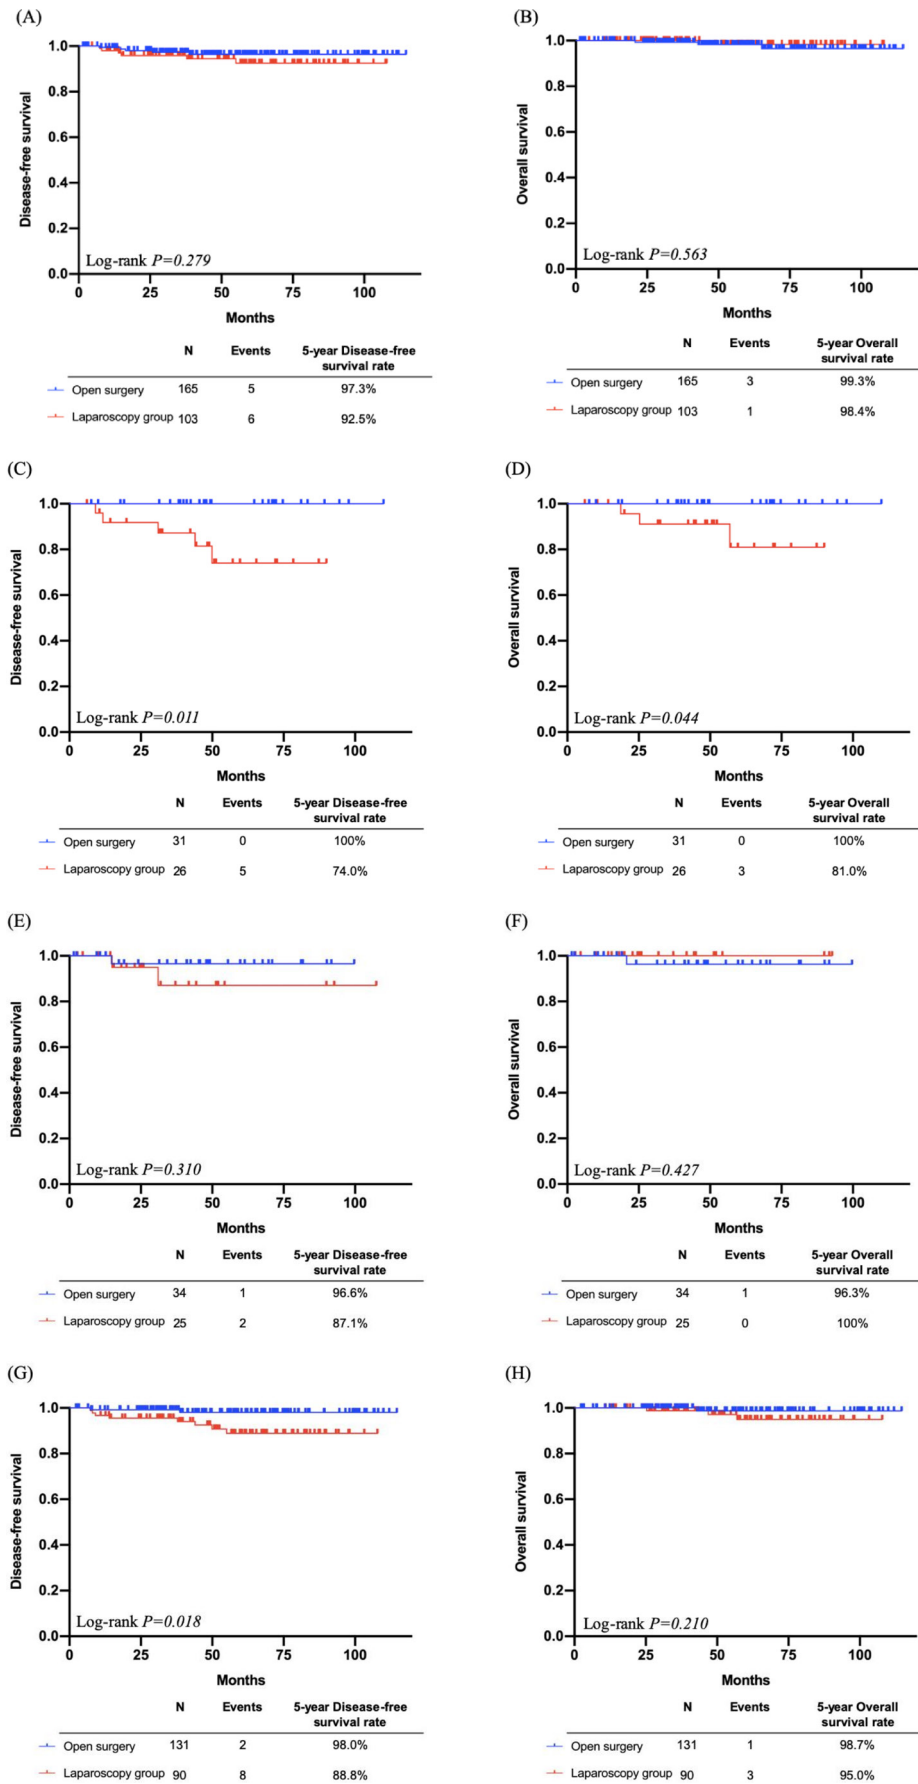 (A)
1.0
0.8
0.6
0.4
0.2
0.0
Disease-free survival
Log-rank P=0.279
0 25 50 75 100
Months
N Events 5-year Disease-free
survival rate
Open surgery 165 5 97.3%
Laparoscopy group 103 6 92.5%
(B)
1.0
0.8
0.6
0.4
0.2
0.0
Overall survival
Log-rank P=0.563
0 25 50 75 100
Months
N Events 5-year Overall
survival rate
Open surgery 165 3 99.3%
Laparoscopy group 103 1 98.4%
(C)
1.0
0.8
0.6
0.4
0.2
0.0
Disease-free survival
Log-rank P=0.011
0 25 50 75 100
Months
N Events 5-year Disease-free
survival rate
Open surgery 31 0 100%
Laparoscopy group 26 5 74.0%
(D)
1.0
0.8
0.6
0.4
0.2
0.0
Overall survival
Log-rank P=0.044
0 25 50 75 100
Months
N Events 5-year Overall
survival rate
Open surgery 31 0 100%
Laparoscopy group 26 3 81.0%
(E)
1.0
0.8
0.6
0.4
0.2
0.0
Disease-free survival
Log-rank P=0.310
0 25 50 75 100
Months
N Events 5-year Disease-free
survival rate
Open surgery 34 1 96.6%
Laparoscopy group 25 2 87.1%
(F)
1.0
0.8
0.6
0.4
0.2
0.0
Overall survival
Log-rank P=0.427
0 25 50 75 100
Months
N Events 5-year Overall
survival rate
Open surgery 34 1 96.3%
Laparoscopy group 25 0 100%
(G)
1.0
0.8
0.6
0.4
0.2
0.0
Disease-free survival
Log-rank P=0.018
0 25 50 75 100
Months
N Events 5-year Disease-free
survival rate
Open surgery 131 2 98.0%
Laparoscopy group 90 8 88.8%
(H)
1.0
0.8
0.6
0.4
0.2
0.0
Overall survival
Log-rank P=0.210
0 25 50 75 100
Months
N Events 5-year Overall
survival rate
Open surgery 131 1 98.7%
Laparoscopy group 90 3 95.0%